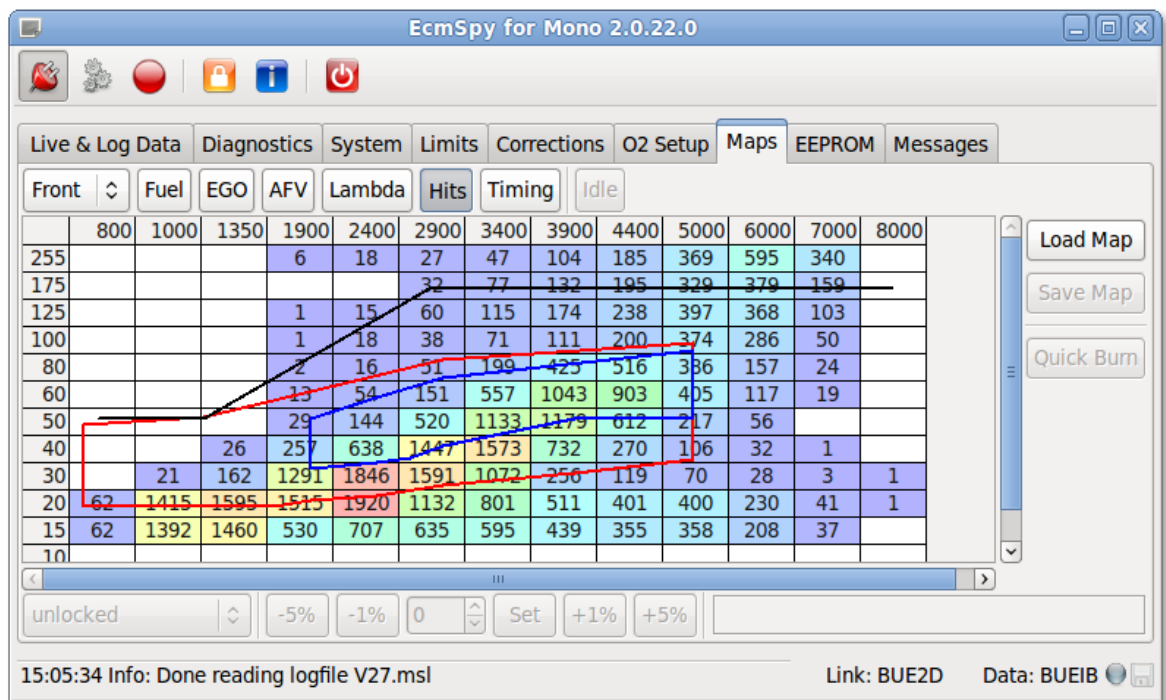 EcmSpy for Mono 2.0.22.0
Live & Log Data Diagnostics System Limits Corrections O2 Setup Maps EEPROM Messages
Front Fuel EGO AFV Lambda Hits Timing Idle
800 1000 1350 1900 2400 2900 3400 3900 4400 5000 6000 7000 8000
255 6 18 27 47 104 185 369 595 340
175 32 77 132 195 329 379 159
125 1 15 60 115 174 238 397 368 103
100 1 18 38 71 111 200 374 286 50
80 2 16 51 199 425 516 336 157 24
60 13 54 151 557 1043 903 405 117 19
50 29 144 520 1133 1179 612 217 56
40 26 257 638 1447 1573 732 270 106 32 1
30 21 162 1291 1846 1591 1072 256 119 70 28 3 1
20 62 1415 1595 1515 1920 1132 801 511 401 400 230 41 1
15 62 1392 1460 530 707 635 595 439 355 358 208 37
10
Load Map
Save Map
Quick Burn
unlocked -5% -1% 0 Set +1% +5%
15:05:34 Info: Done reading logfile V27.msl Link: BUE2D Data: BUEIB